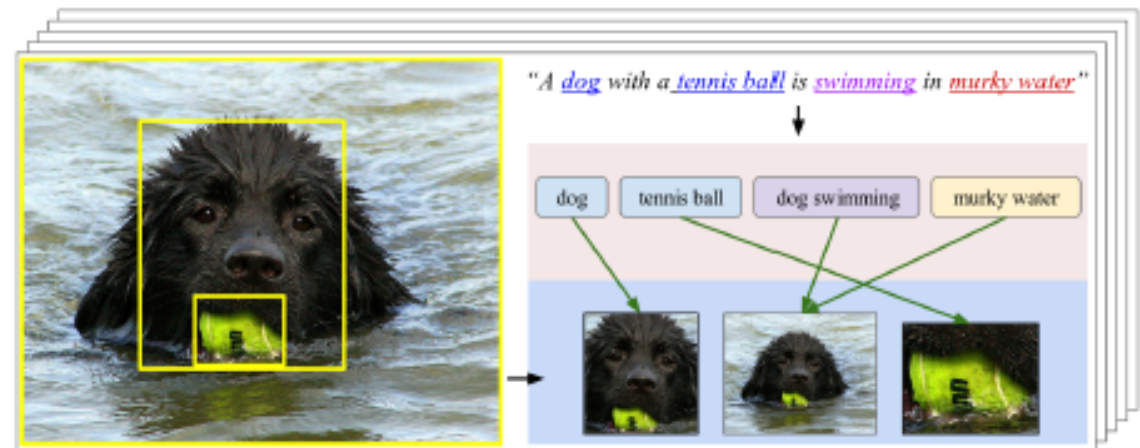 “A dog with a tennis ball is swimming in murky water”
dog
tennis ball
dog swimming
murky water